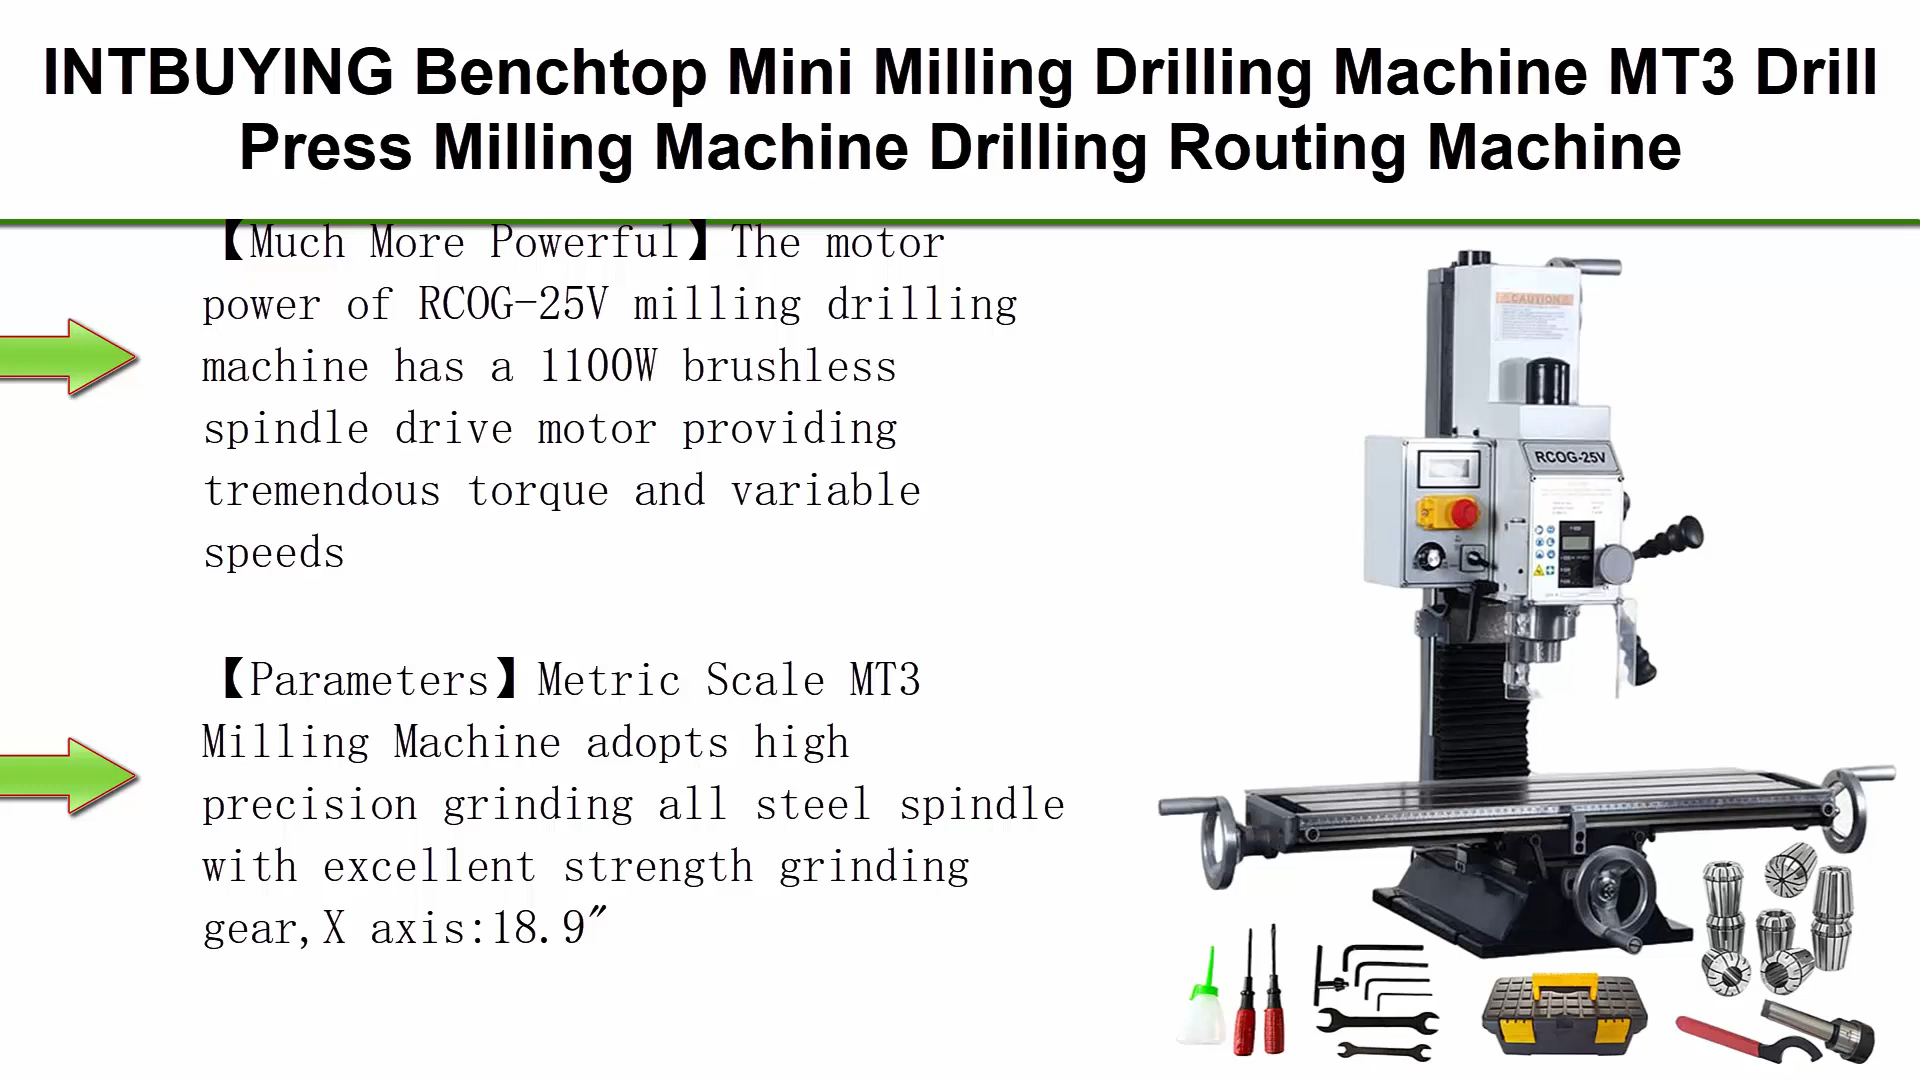 INTBUYING Benchtop Mini Milling Drilling Machine MT3 Drill
Press Milling Machine Drilling Routing Machine
【Much More Powerful】The motor
power of RCOG-25V milling drilling
machine has a 1100W brushless
spindle drive motor providing
tremendous torque and variable
speeds
【Parameters】Metric Scale MT3
Milling Machine adopts high
precision grinding all steel spindle
with excellent strength grinding
gear,X axis:18.9″
CAUTION
RCOG-25V